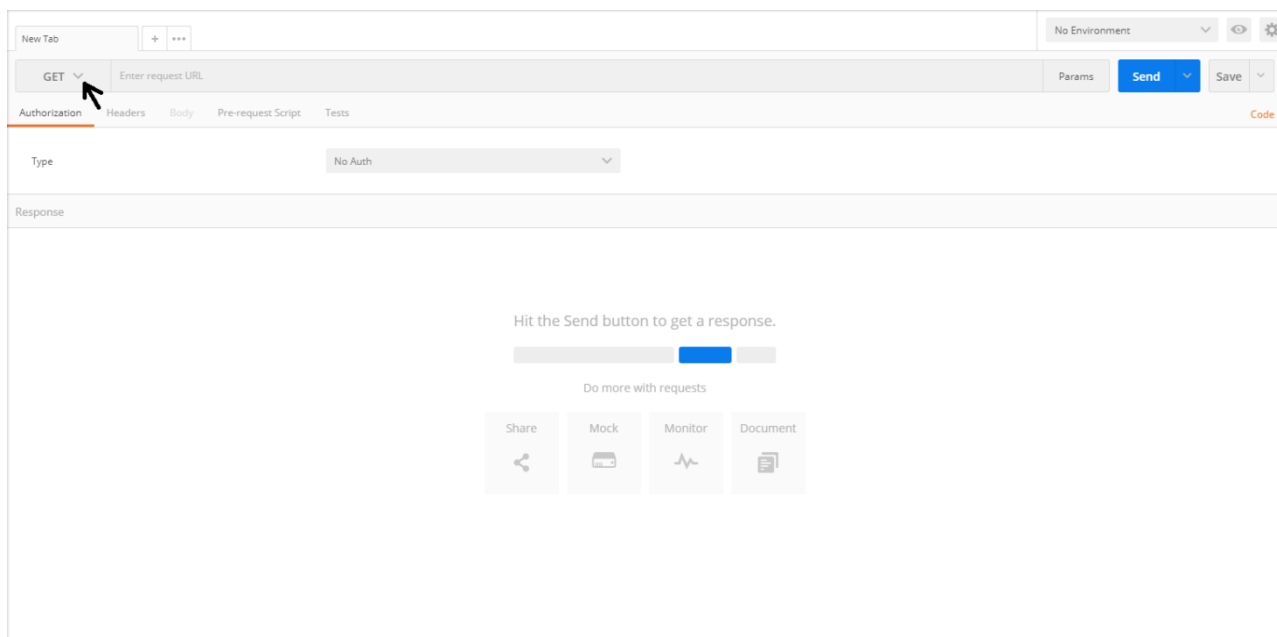 New Tab + ••• No Environment
GET Enter request URL Params Send Save
Authorization Headers Body Pre-request Script Tests Code
Type No Auth
Response
Hit the Send button to get a response.
Do more with requests
Share Mock Monitor Document